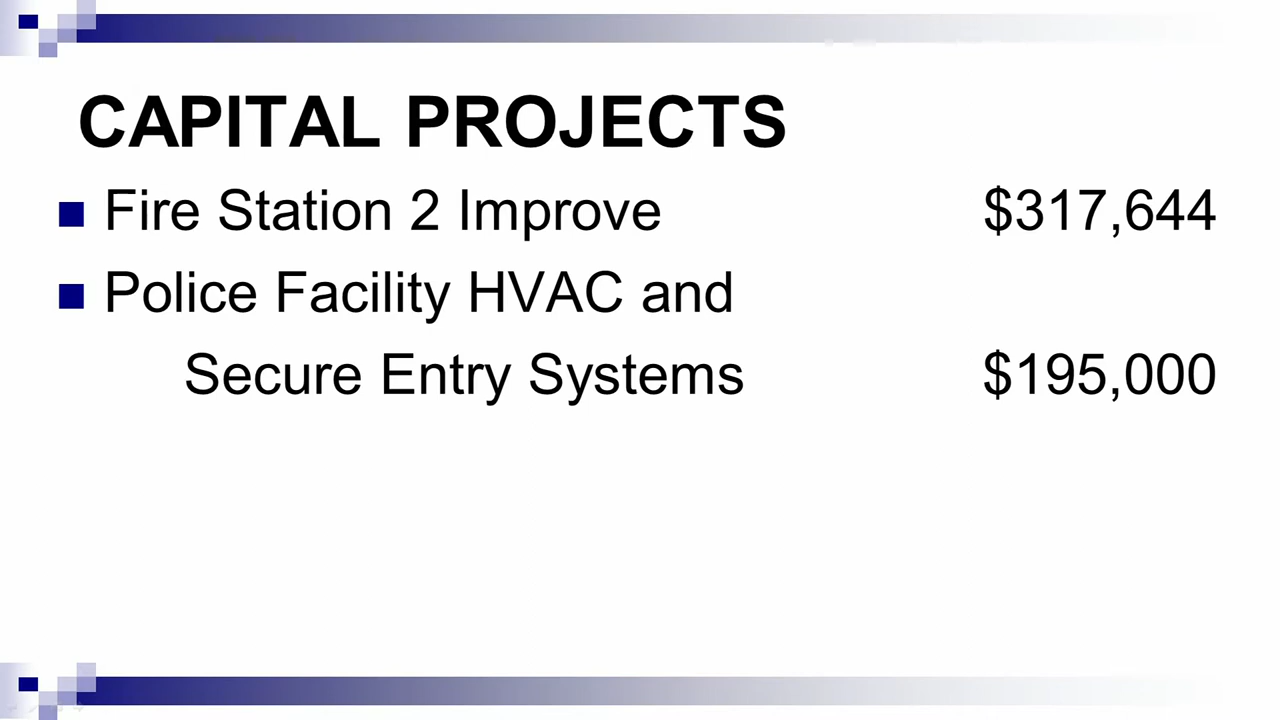 CAPITAL PROJECTS
Fire Station 2 Improve $317,644
Police Facility HVAC and
Secure Entry Systems $195,000